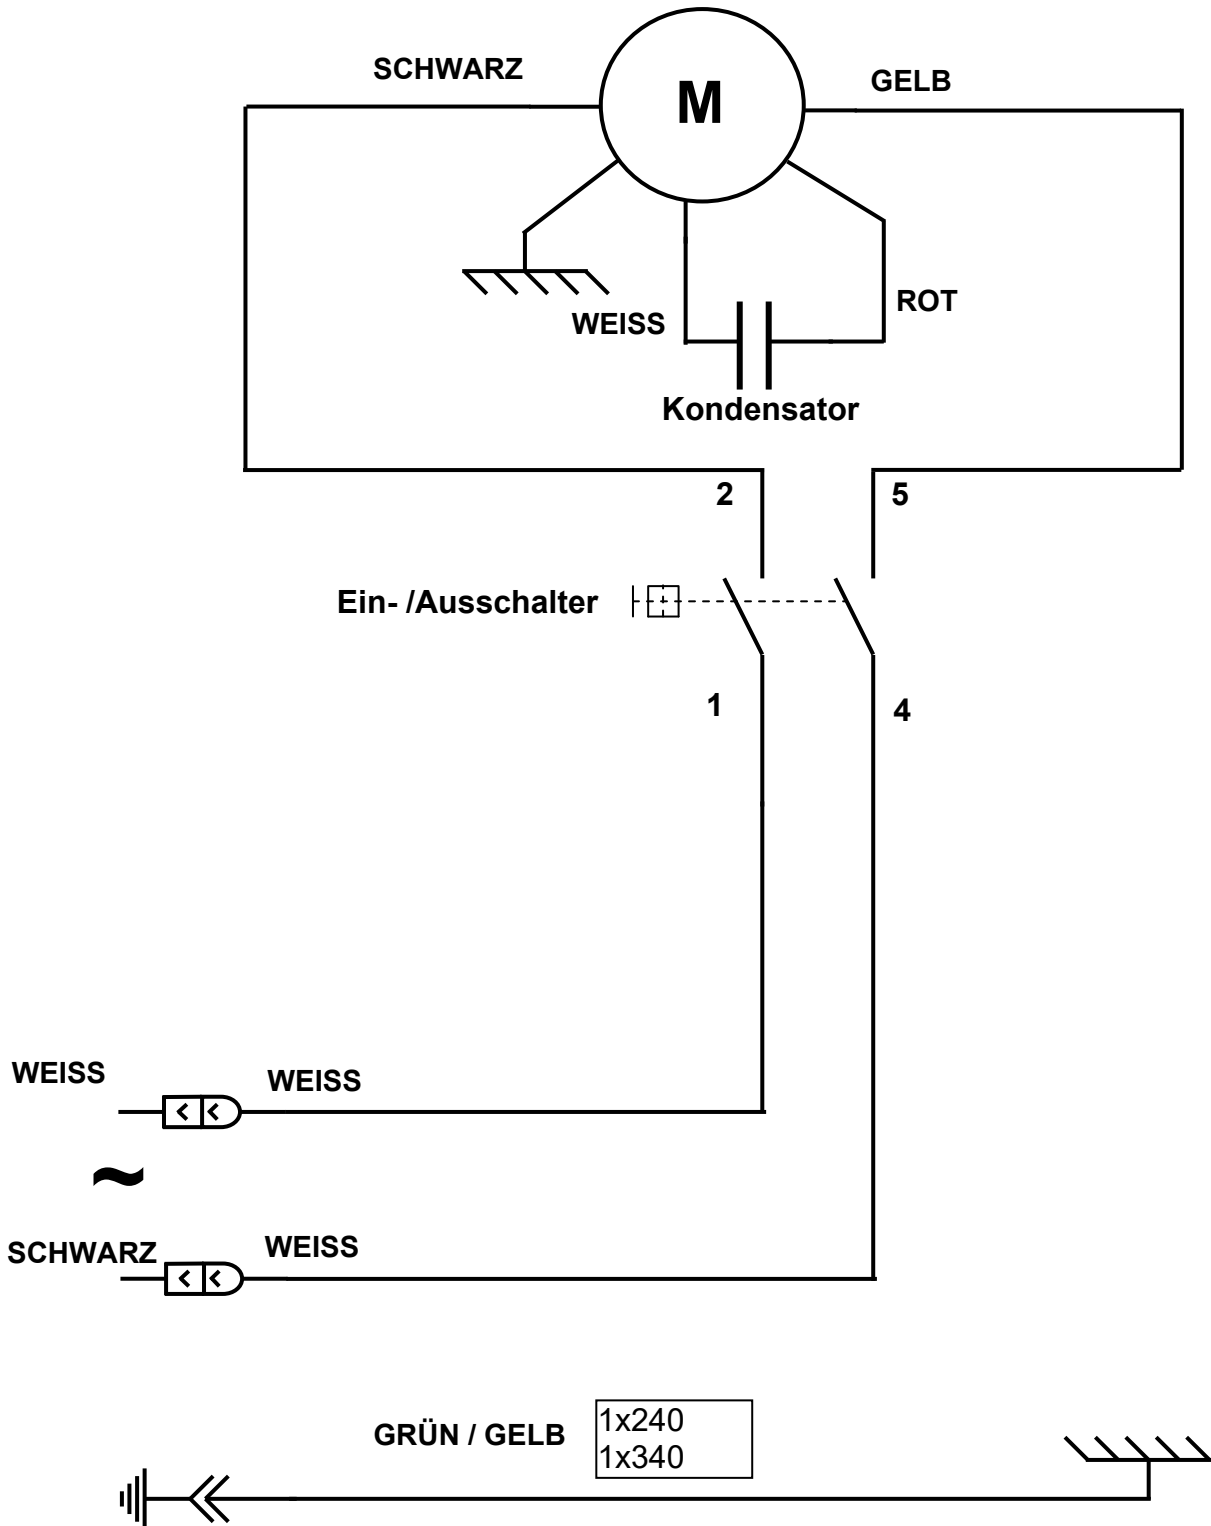 SCHWARZ
M
GELB
WEISS
ROT
Kondensator
2
5
Ein- /Ausschalter
1
4
WEISS
WEISS
~
SCHWARZ
WEISS
GRÜN / GELB
1x240
1x340